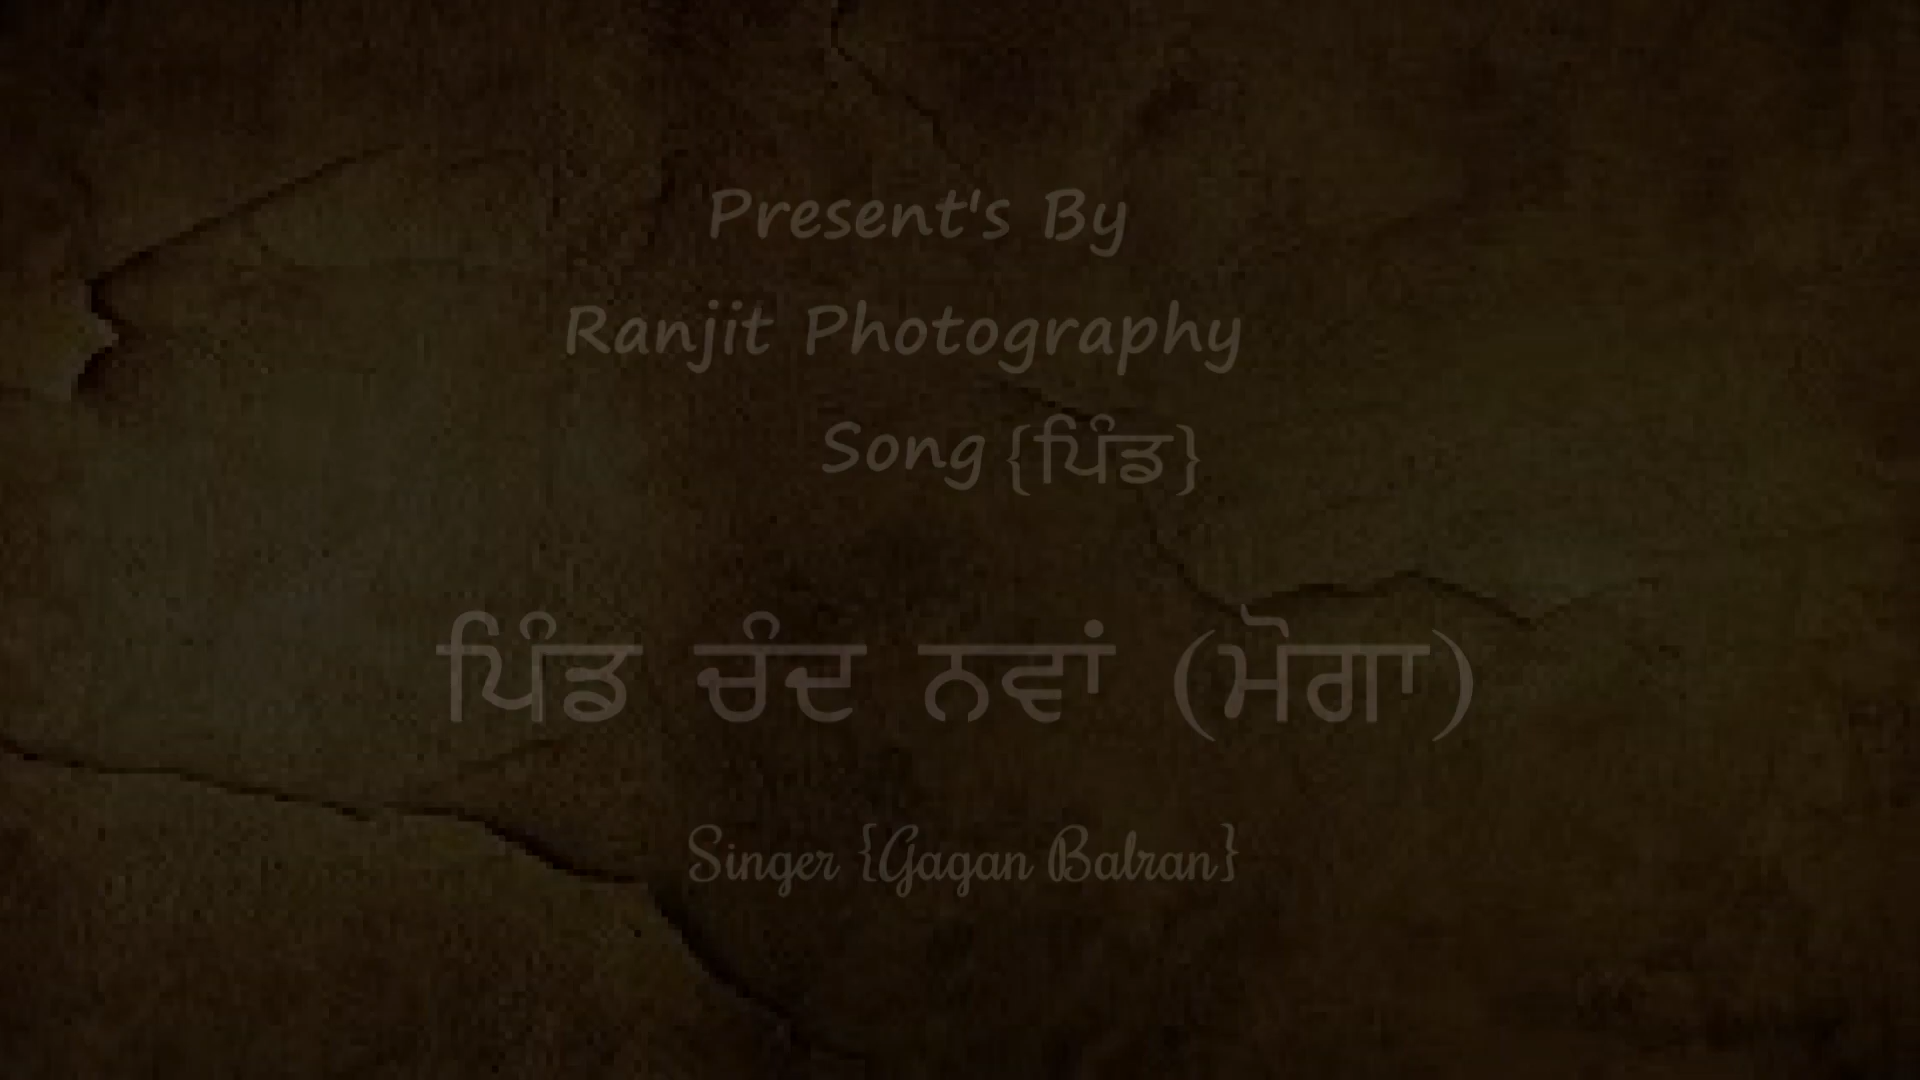 Present's By
Ranjit Photography
Song {ਪਿੰਡ}
ਪਿੰਡ ਚੰਦ ਨਵਾਂ (ਮੋਗਾ)
Singer {Gagan Balran}